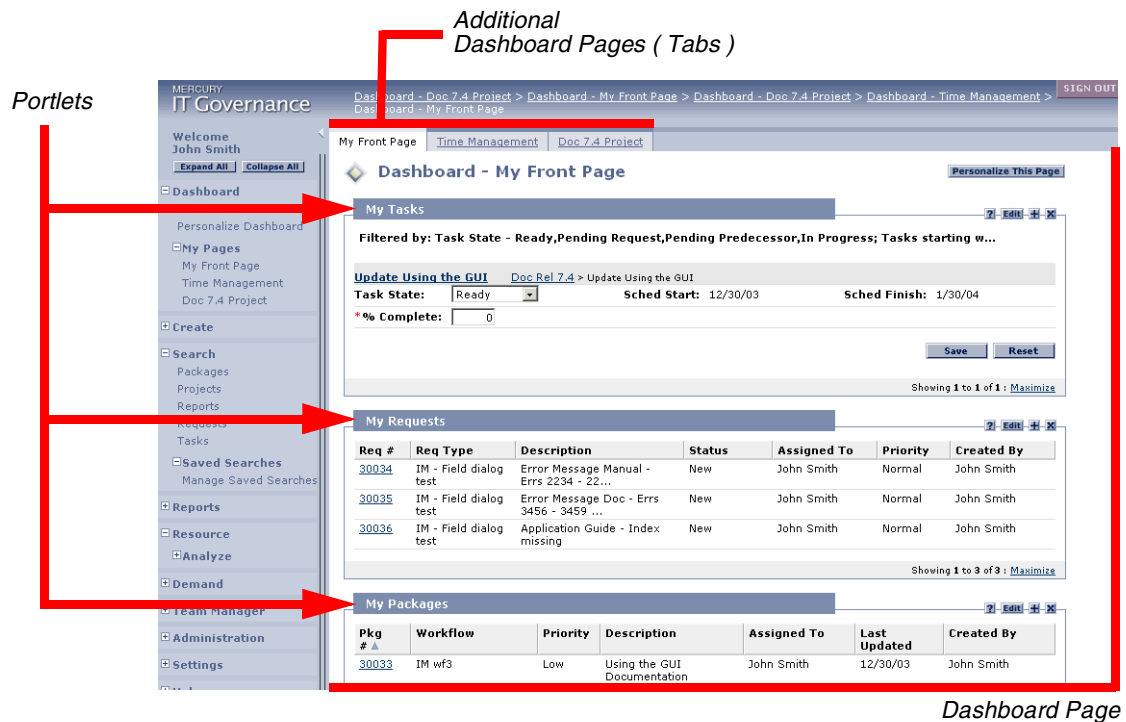 Additional
Dashboard Pages ( Tabs )
Portlets
MERCURY
IT Governance
Dashboard - Doc 7.4 Project > Dashboard - My Front Page > Dashboard - Doc 7.4 Project > Dashboard - Time Management >
Dashboard - My Front Page
SIGN OUT
Welcome
John Smith
Expand All Collapse All
Dashboard
Personalize Dashboard
My Pages
My Front Page
Time Management
Doc 7.4 Project
Create
Search
Packages
Projects
Reports
Requests
Tasks
Saved Searches
Manage Saved Searches
Reports
Resource
Analyze
Demand
Team Manager
Administration
Settings
My Front Page Time Management Doc 7.4 Project
Dashboard - My Front Page
Personalize This Page
My Tasks
? Edit
Filtered by: Task State - Ready,Pending Request,Pending Predecessor,In Progress; Tasks starting w...
Update Using the GUI Doc Rel 7.4 > Update Using the GUI
Task State: Ready Sched Start: 12/30/03 Sched Finish: 1/30/04
*% Complete: 0
Save Reset
Showing 1 to 1 of 1 : Maximize
My Requests
? Edit
Req # Req Type Description Status Assigned To Priority Created By
30034 IM - Field dialog test Error Message Manual - Errs 2234 - 22... New John Smith Normal John Smith
30035 IM - Field dialog test Error Message Doc - Errs 3456 - 3459 ... New John Smith Normal John Smith
30036 IM - Field dialog test Application Guide - Index missing New John Smith Normal John Smith
Showing 1 to 3 of 3 : Maximize
My Packages
? Edit
Pkg # Workflow Priority Description Assigned To Last Updated Created By
30033 IM wf3 Low Using the GUI Documentation John Smith 12/30/03 John Smith
Dashboard Page